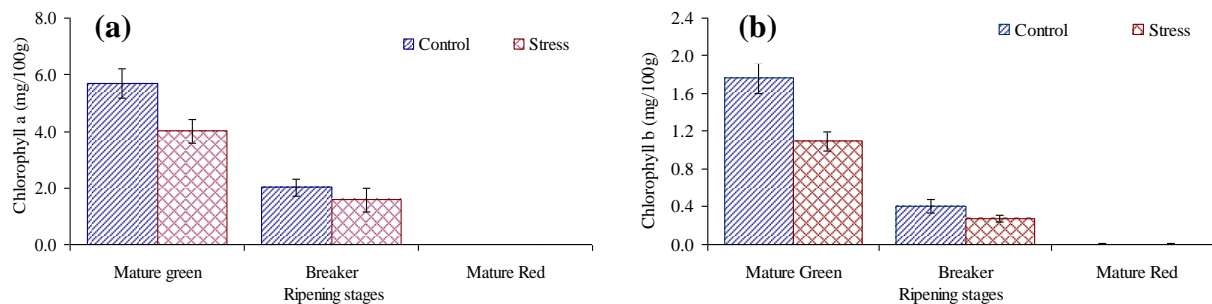 (a)
Control
Stress
Chlorophyll a (mg/100g)
8.0
6.0
4.0
2.0
0.0
Mature green Breaker Mature Red
Ripening stages
(b)
Control
Stress
Chlorophyll b (mg/100g)
2.4
2.0
1.6
1.2
0.8
0.4
0.0
Mature Green Breaker Mature Red
Ripening stages